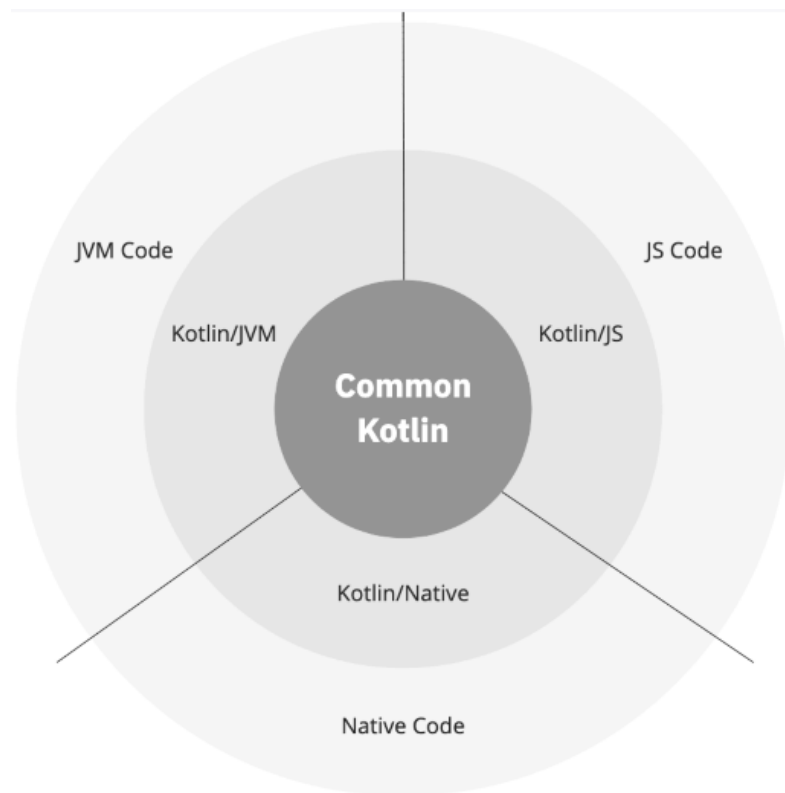 JVM Code
JS Code
Kotlin/JVM
Kotlin/JS
Common
Kotlin
Kotlin/Native
Native Code